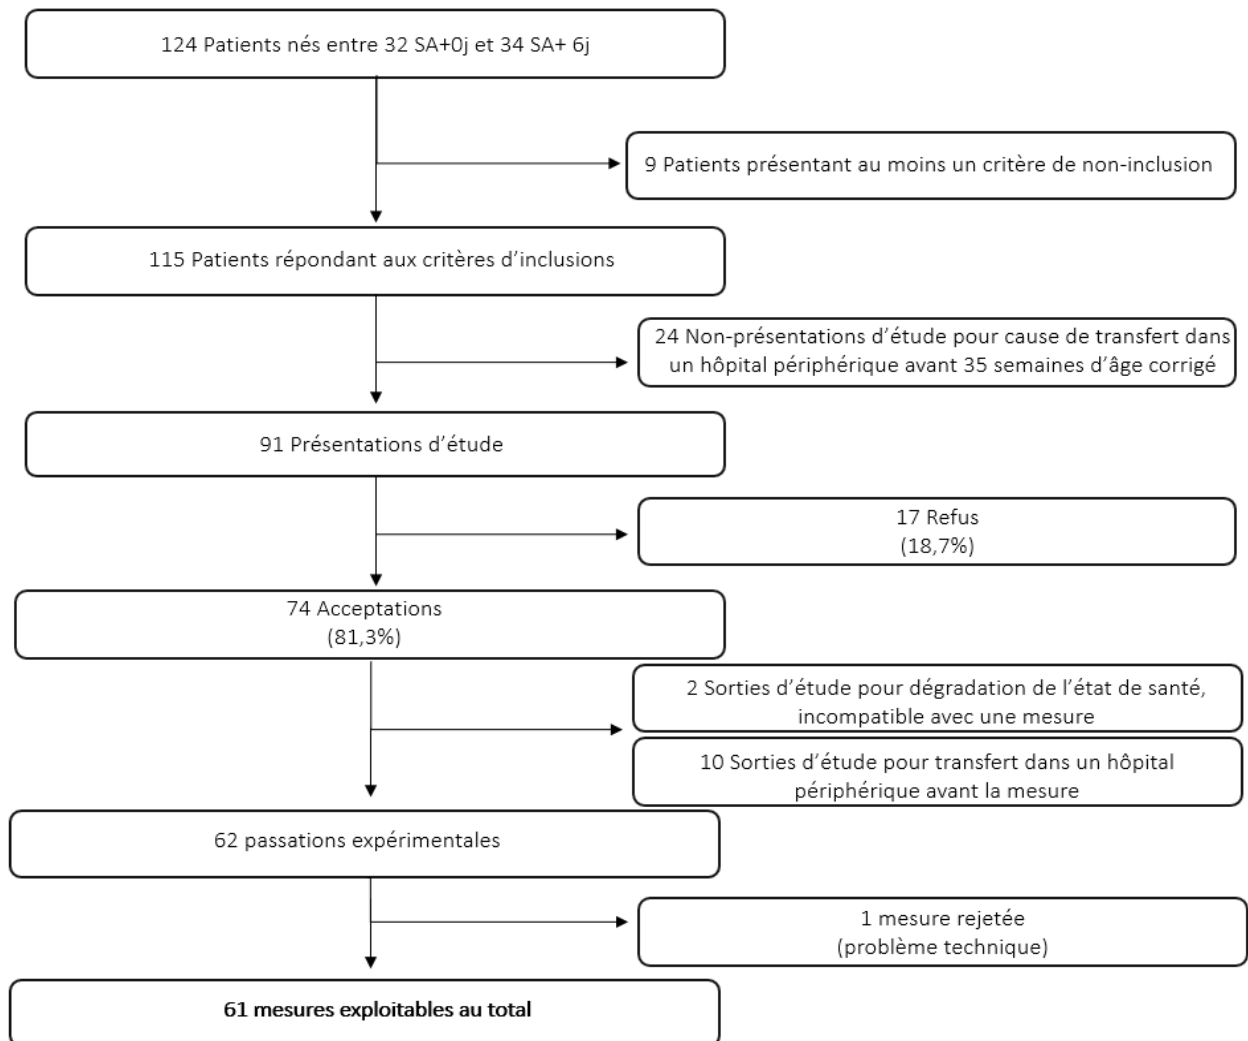 124 Patients nés entre 32 SA+0j et 34 SA+ 6j
9 Patients présentant au moins un critère de non-inclusion
115 Patients répondant aux critères d’inclusions
24 Non-présentations d’étude pour cause de transfert dans
un hôpital périphérique avant 35 semaines d’âge corrigé
91 Présentations d’étude
17 Refus
(18,7%)
74 Acceptations
(81,3%)
2 Sorties d’étude pour dégradation de l’état de santé,
incompatible avec une mesure
10 Sorties d’étude pour transfert dans un hôpital
périphérique avant la mesure
62 passations expérimentales
1 mesure rejetée
(problème technique)
61 mesures exploitables au total